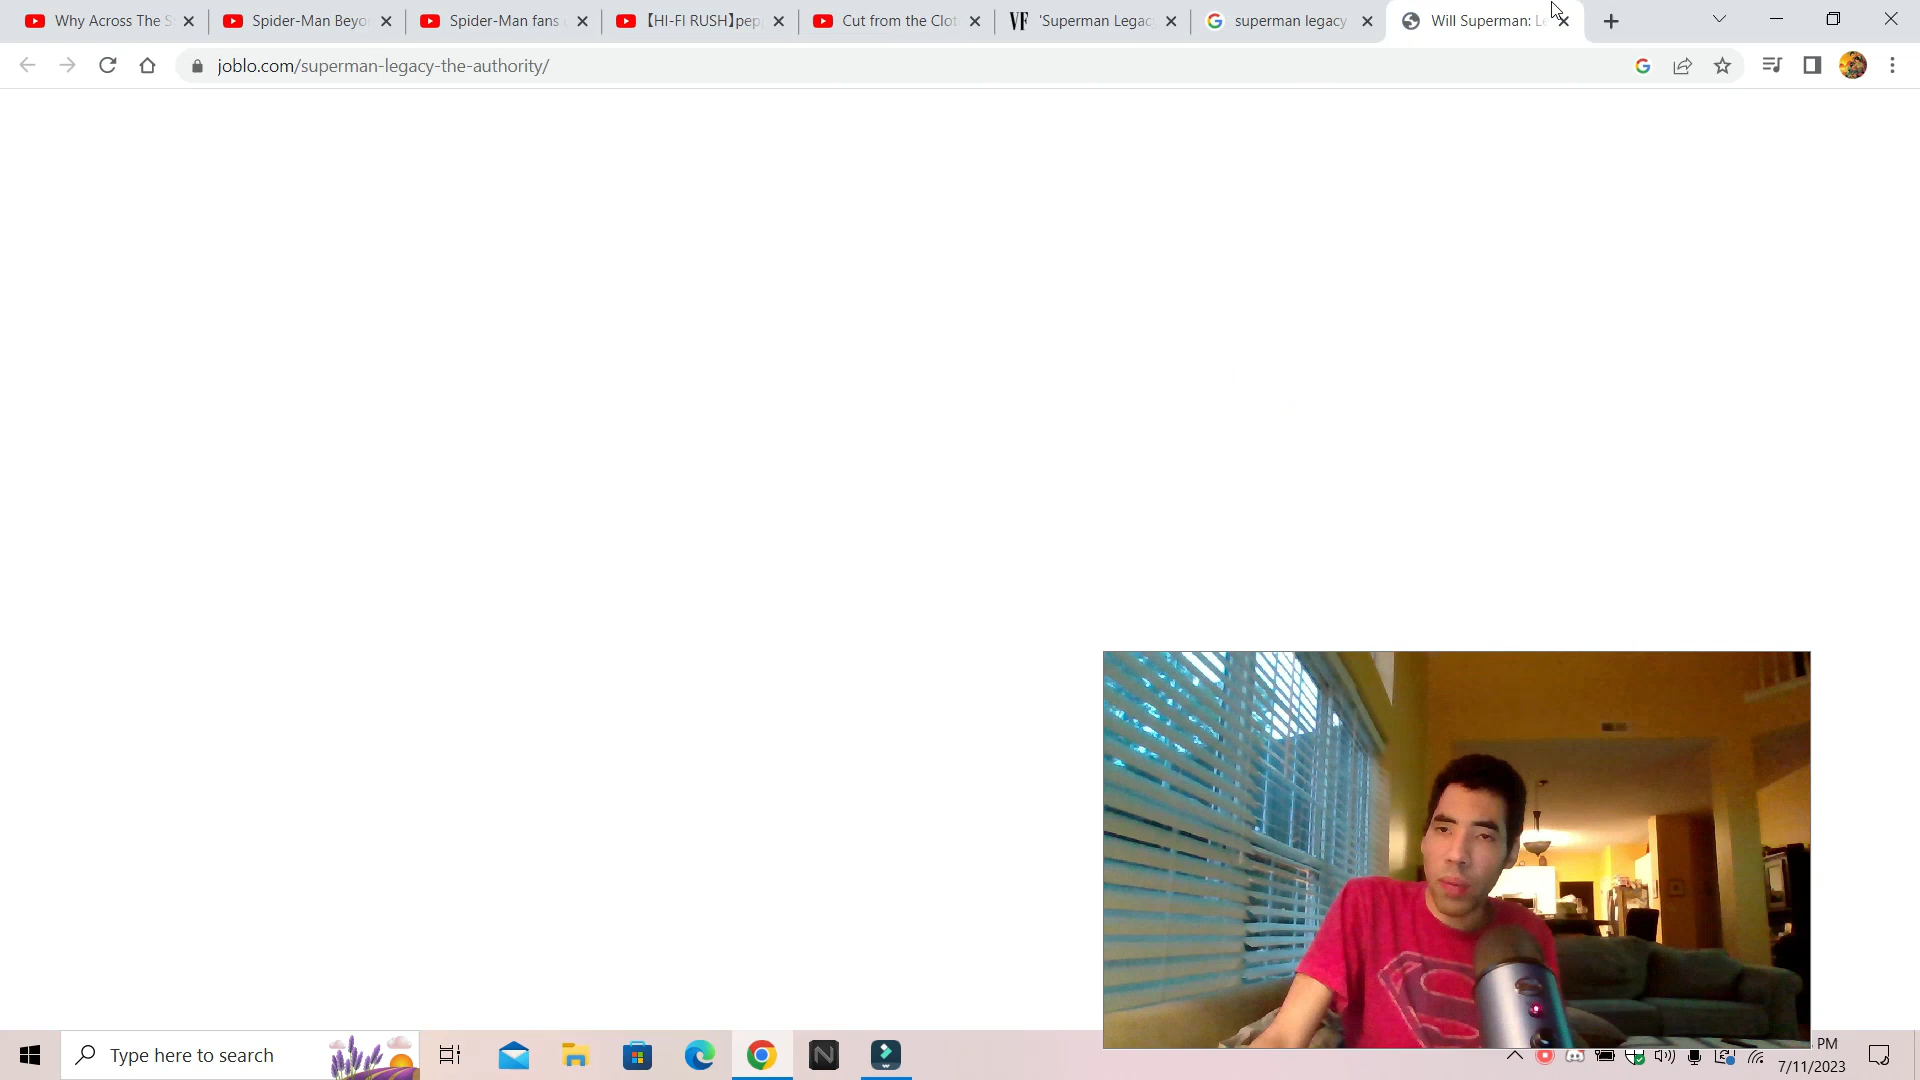 Why Across The S
Spider-Man Beyo
Spider-Man fans
【HI-FI RUSH】pep
Cut from the Clot
VF 'Superman Legac
superman legacy
Will Superman: Le
joblo.com/superman-legacy-the-authority/
Type here to search
PM
7/11/2023